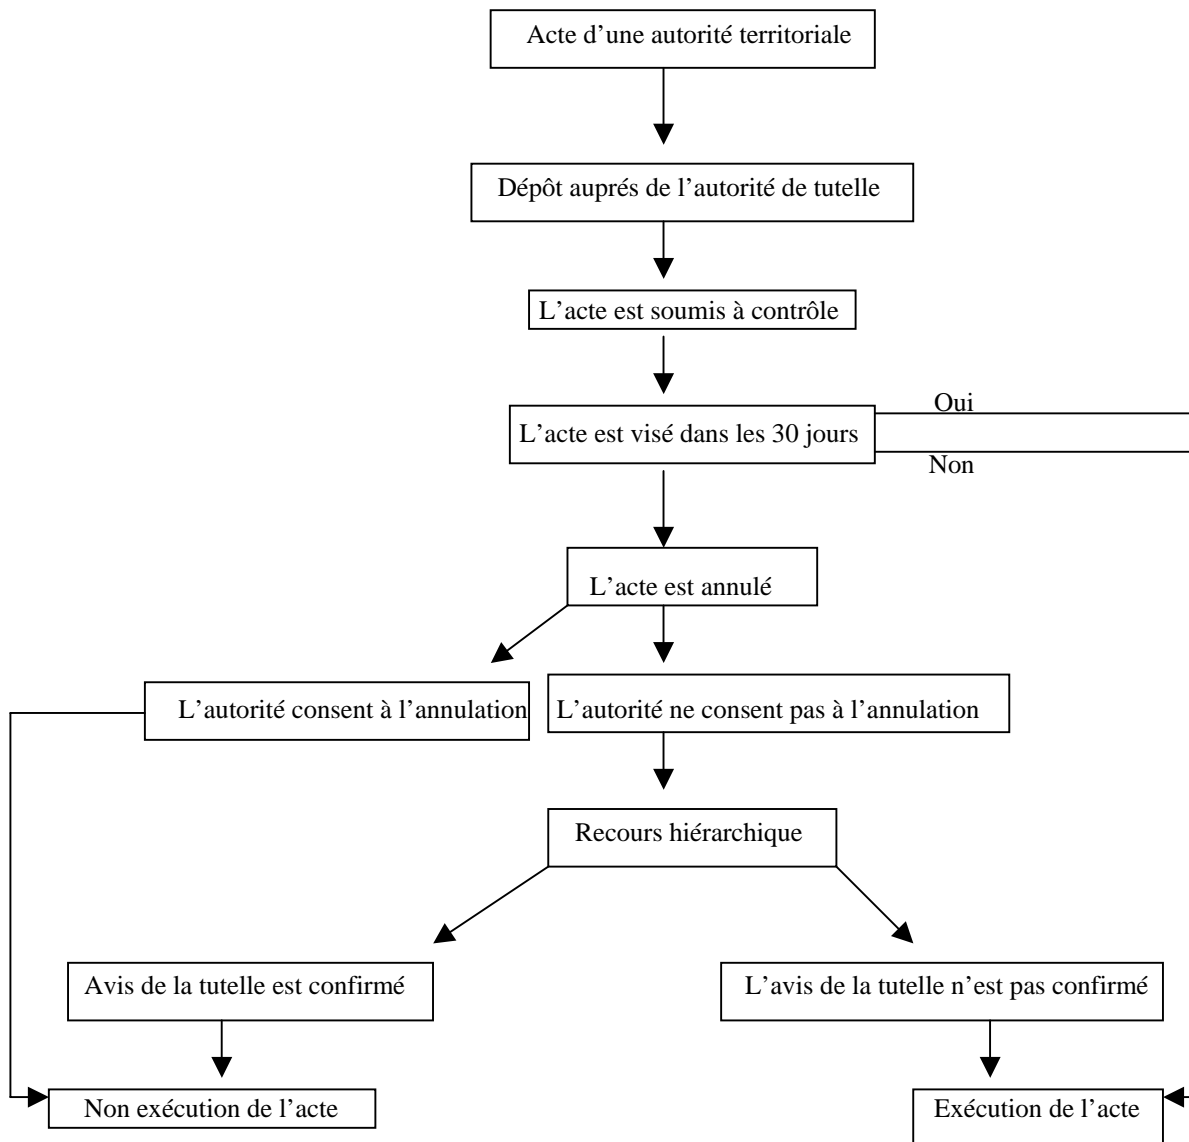 Acte d’une autorité territoriale
Dépôt auprés de l’autorité de tutelle
L’acte est soumis à contrôle
Oui
L’acte est visé dans les 30 jours
Non
L’acte est annulé
L’autorité consent à l’annulation
L’autorité ne consent pas à l’annulation
Recours hiérarchique
Avis de la tutelle est confirmé
L’avis de la tutelle n’est pas confirmé
Non exécution de l’acte
Exécution de l’acte